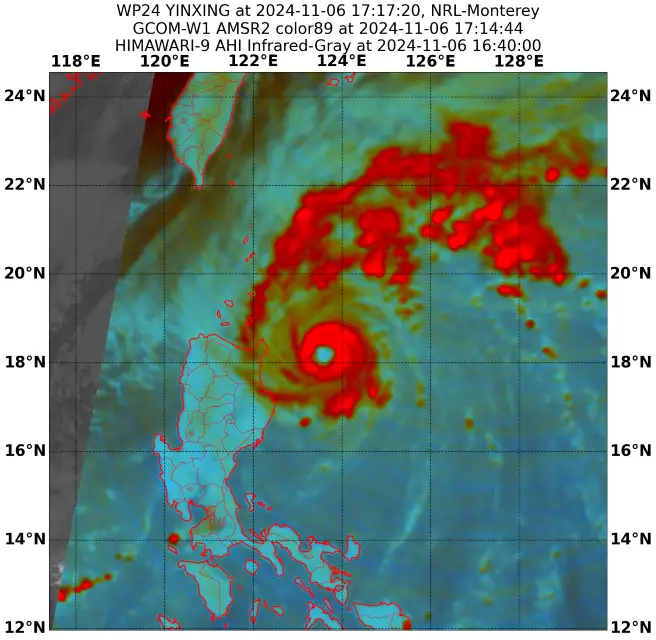 WP24 YINXING at 2024-11-06 17:17:20, NRL-Monterey
GCOM-W1 AMSR2 color89 at 2024-11-06 17:14:44
HIMAWARI-9 AHI Infrared-Gray at 2024-11-06 16:40:00
118°E 120°E 122°E 124°E 126°E 128°E
24°N 24°N
22°N 22°N
20°N 20°N
18°N 18°N
16°N 16°N
14°N 14°N
12°N 12°N